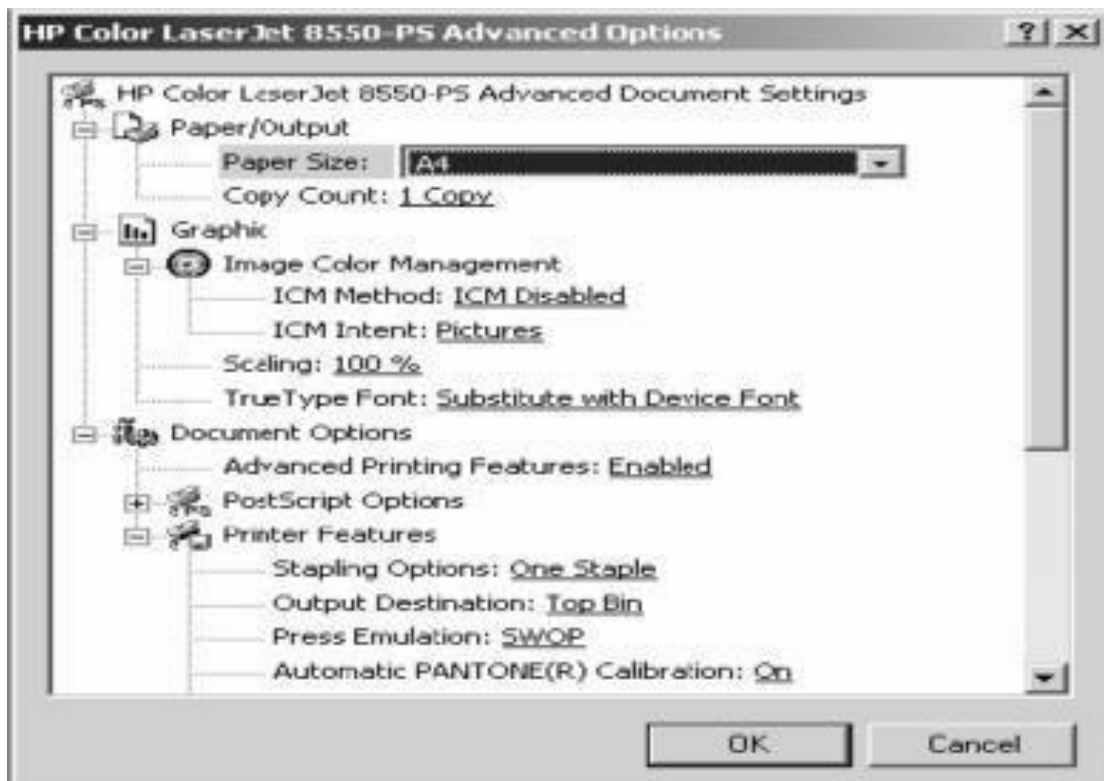 HP Color LaserJet 8550-PS Advanced Options
HP Color LaserJet 8550-PS Advanced Document Settings
Paper/Output
Paper Size: A4
Copy Count: 1 Copy
Graphic
Image Color Management
ICM Method: ICM Disabled
ICM Intent: Pictures
Scaling: 100 %
TrueType Font: Substitute with Device Font
Document Options
Advanced Printing Features: Enabled
PostScript Options
Printer Features
Stapling Options: One Staple
Output Destination: Top Bin
Press Emulation: SWOP
Automatic PANTONE(R) Calibration: On
OK Cancel